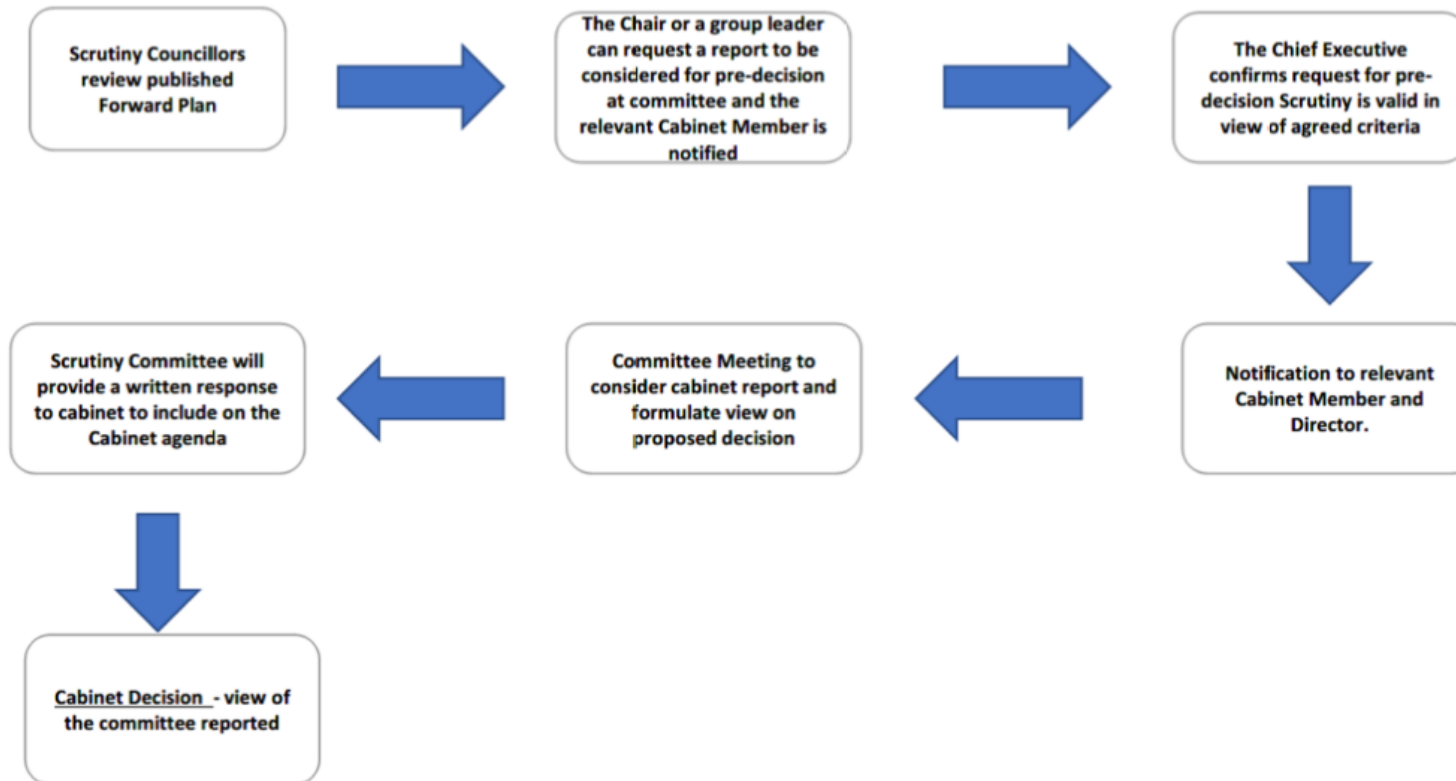 Scrutiny Councillors
review published
Forward Plan
The Chair or a group leader
can request a report to be
considered for pre-decision
at committee and the
relevant Cabinet Member is
notified
The Chief Executive
confirms request for pre-
decision Scrutiny is valid in
view of agreed criteria
Notification to relevant
Cabinet Member and
Director.
Committee Meeting to
consider cabinet report and
formulate view on
proposed decision
Scrutiny Committee will
provide a written response
to cabinet to include on the
Cabinet agenda
Cabinet Decision - view of
the committee reported